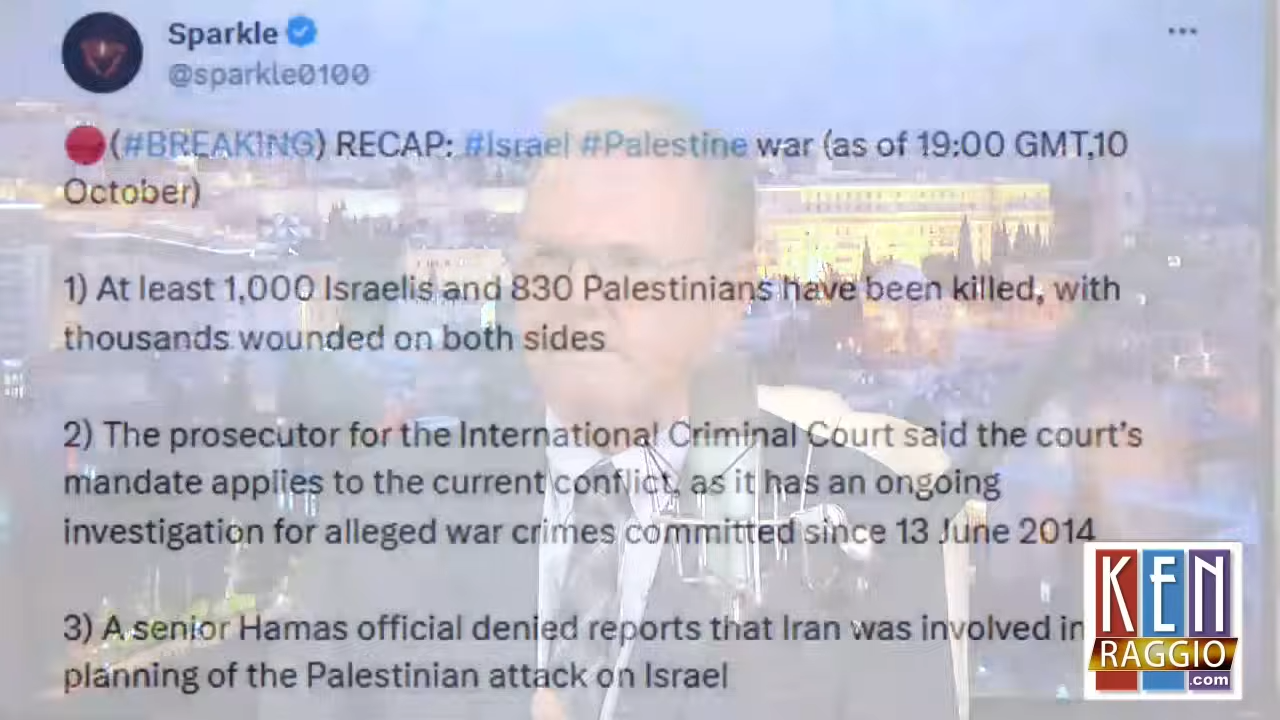 Sparkle
@sparkle0100
(#BREAKING) RECAP: #Israel #Palestine war (as of 19:00 GMT,10
October)
1) At least 1,000 Israelis and 830 Palestinians have been killed, with
thousands wounded on both sides
2) The prosecutor for the International Criminal Court said the court's
mandate applies to the current conflict, as it has an ongoing
investigation for alleged war crimes committed since 13 June 2014
3) A senior Hamas official denied reports that Iran was involved in
planning of the Palestinian attack on Israel
KEN
RAGGIO
.com